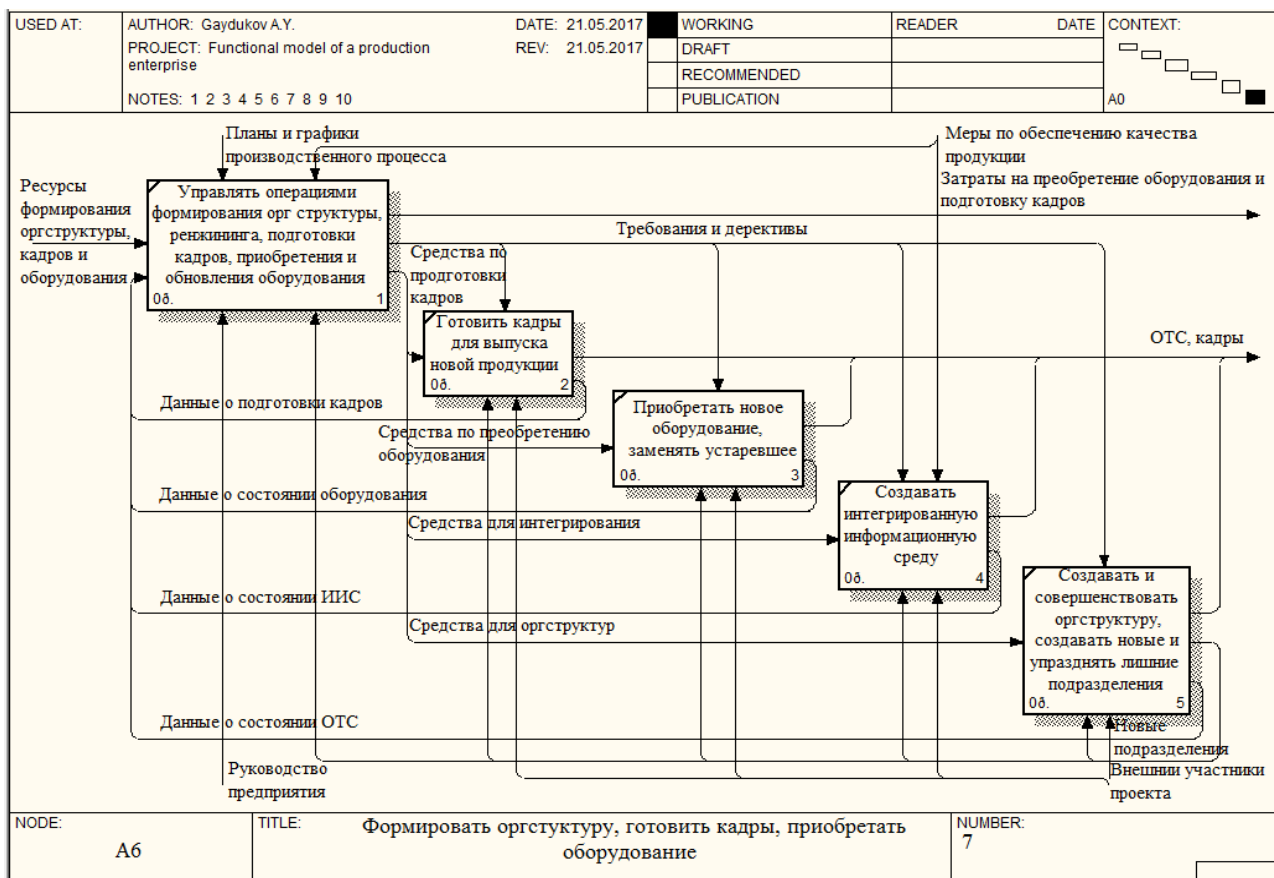 USED AT:
AUTHOR: Gaydukov A.Y.
DATE: 21.05.2017
PROJECT: Functional model of a production
enterprise
REV: 21.05.2017
NOTES: 1 2 3 4 5 6 7 8 9 10
WORKING
DRAFT
RECOMMENDED
PUBLICATION
READER
DATE
CONTEXT:
A0
Планы и графики
производственного процесса
Меры по обеспечению качества
продукции
Ресурсы
формирования
оргструктуры,
кадров и
оборудования
Управлять операциями
формирования орг структуры,
ренжининга, подготовки
кадров, приобретения и
обновления оборудования
0ð.
1
Затраты на преобретение оборудования и
подготовку кадров
Требования и дерективы
Средства по
продготовки
кадров
Готовить кадры
для выпуска
новой продукции
0ð.
2
ОТС, кадры
Данные о подготовки кадров
Приобретать новое
оборудование,
заменять устаревшее
0ð.
3
Средства по преобретению
оборудования
Данные о состоянии оборудования
Создавать
интегрированную
информационную
среду
0ð.
4
Средства для интегрирования
Данные о состоянии ИИС
Создавать и
совершенствовать
оргструктуру,
создавать новые и
упразднять лишние
подразделения
0ð.
5
Средства для оргструктур
Данные о состоянии ОТС
Новые
подразделения
Руководство
предприятия
Внешнии участники
проекта
NODE:
A6
TITLE:
Формировать оргстуктуру, готовить кадры, приобретать
оборудование
NUMBER:
7